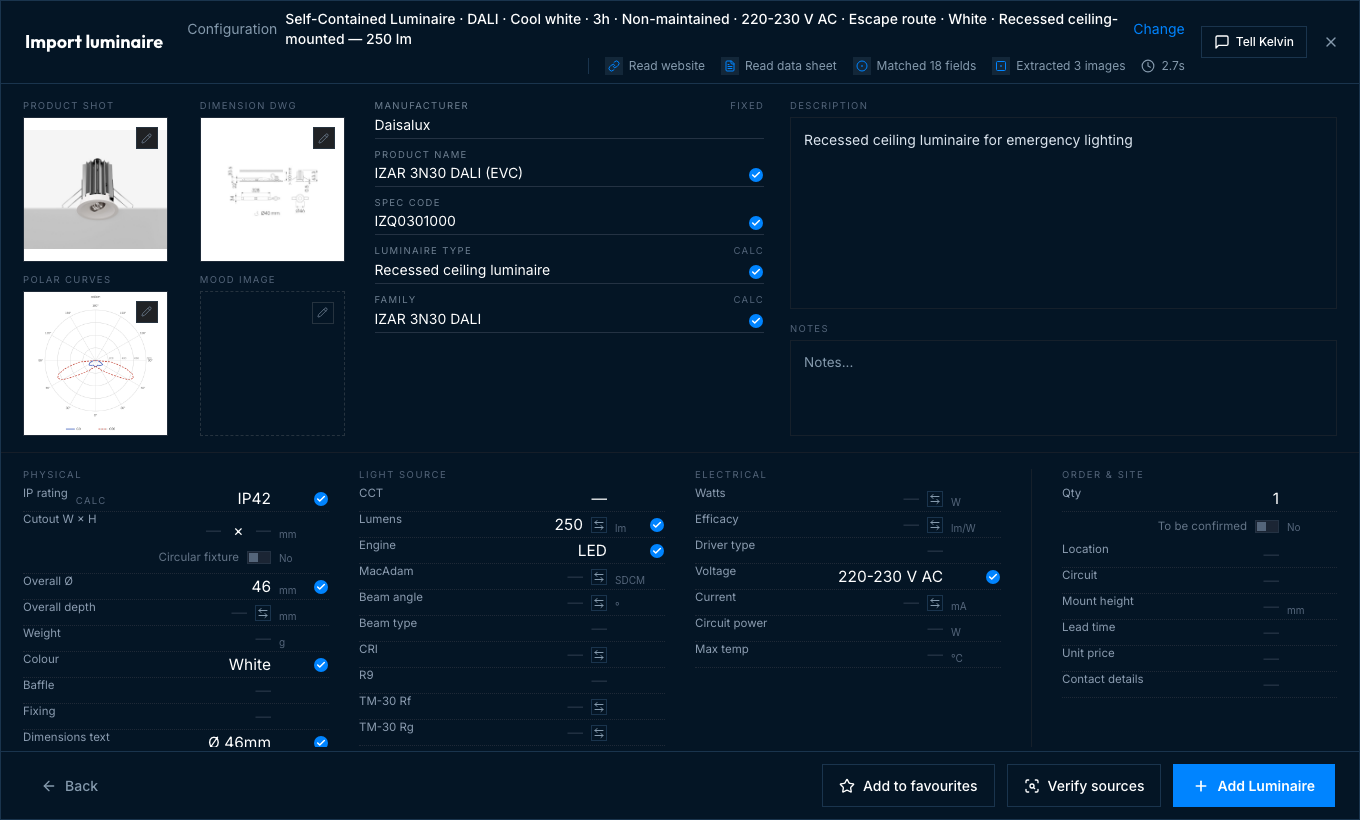 Import luminaire
Configuration
Self-Contained Luminaire · DALI · Cool white · 3h · Non-maintained · 220-230 V AC · Escape route · White · Recessed ceiling-
mounted — 250 lm
Change
Tell Kelvin
Read website
Read data sheet
Matched 18 fields
Extracted 3 images
2.7s
PRODUCT SHOT
DIMENSION DWG
POLAR CURVES
MOOD IMAGE
MANUFACTURER
FIXED
Daisalux
PRODUCT NAME
IZAR 3N30 DALI (EVC)
SPEC CODE
IZQ0301000
LUMINAIRE TYPE
CALC
Recessed ceiling luminaire
FAMILY
CALC
IZAR 3N30 DALI
DESCRIPTION
Recessed ceiling luminaire for emergency lighting
NOTES
Notes...
PHYSICAL
IP rating CALC IP42
Cutout W × H — × — mm
Circular fixture No
Overall Ø 46 mm
Overall depth — mm
Weight — g
Colour White
Baffle —
Fixing —
Dimensions text Ø 46mm
LIGHT SOURCE
CCT —
Lumens 250 lm
Engine LED
MacAdam — SDCM
Beam angle — °
Beam type —
CRI —
R9 —
TM-30 Rf —
TM-30 Rg —
ELECTRICAL
Watts — W
Efficacy — lm/W
Driver type —
Voltage 220-230 V AC
Current — mA
Circuit power — W
Max temp — °C
ORDER & SITE
Qty 1
To be confirmed No
Location —
Circuit —
Mount height — mm
Lead time —
Unit price —
Contact details —
Back
Add to favourites
Verify sources
Add Luminaire